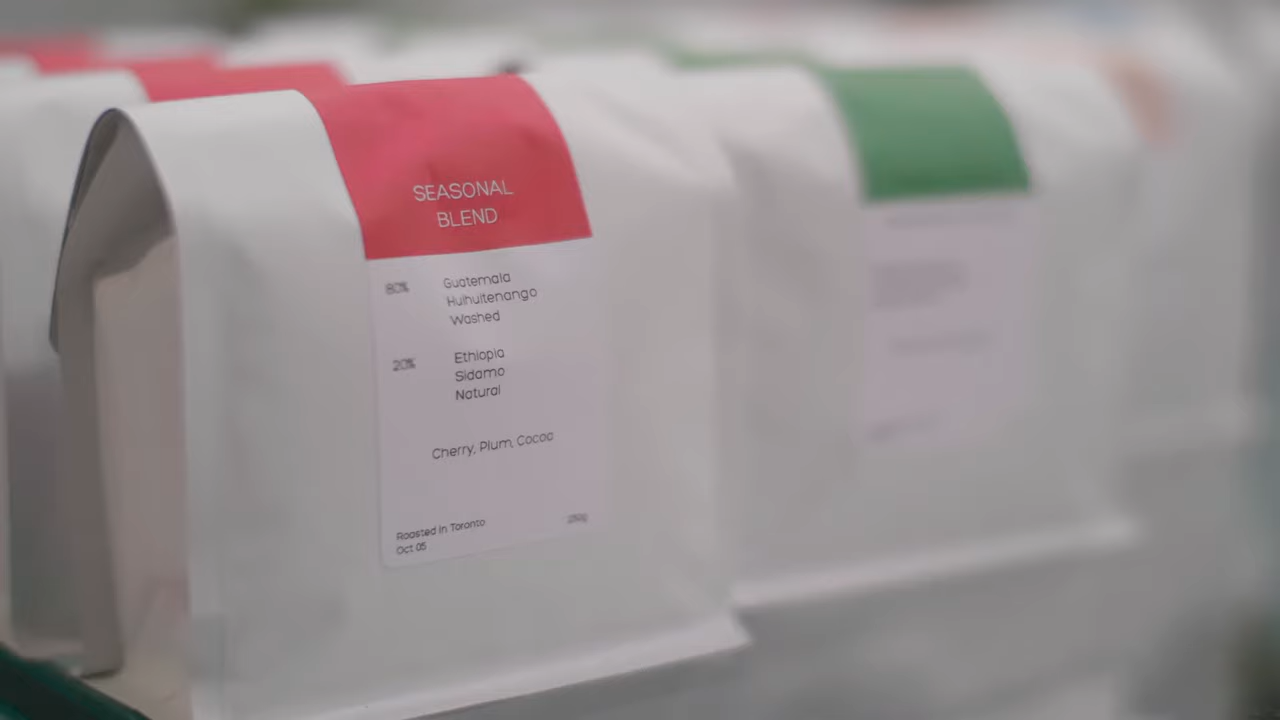 SEASONAL
BLEND
80%
Guatemala
Huihuitenango
Washed
20%
Ethiopia
Sidamo
Natural
Cherry, Plum, Cocoa
Roasted in Toronto
250g
Oct 05